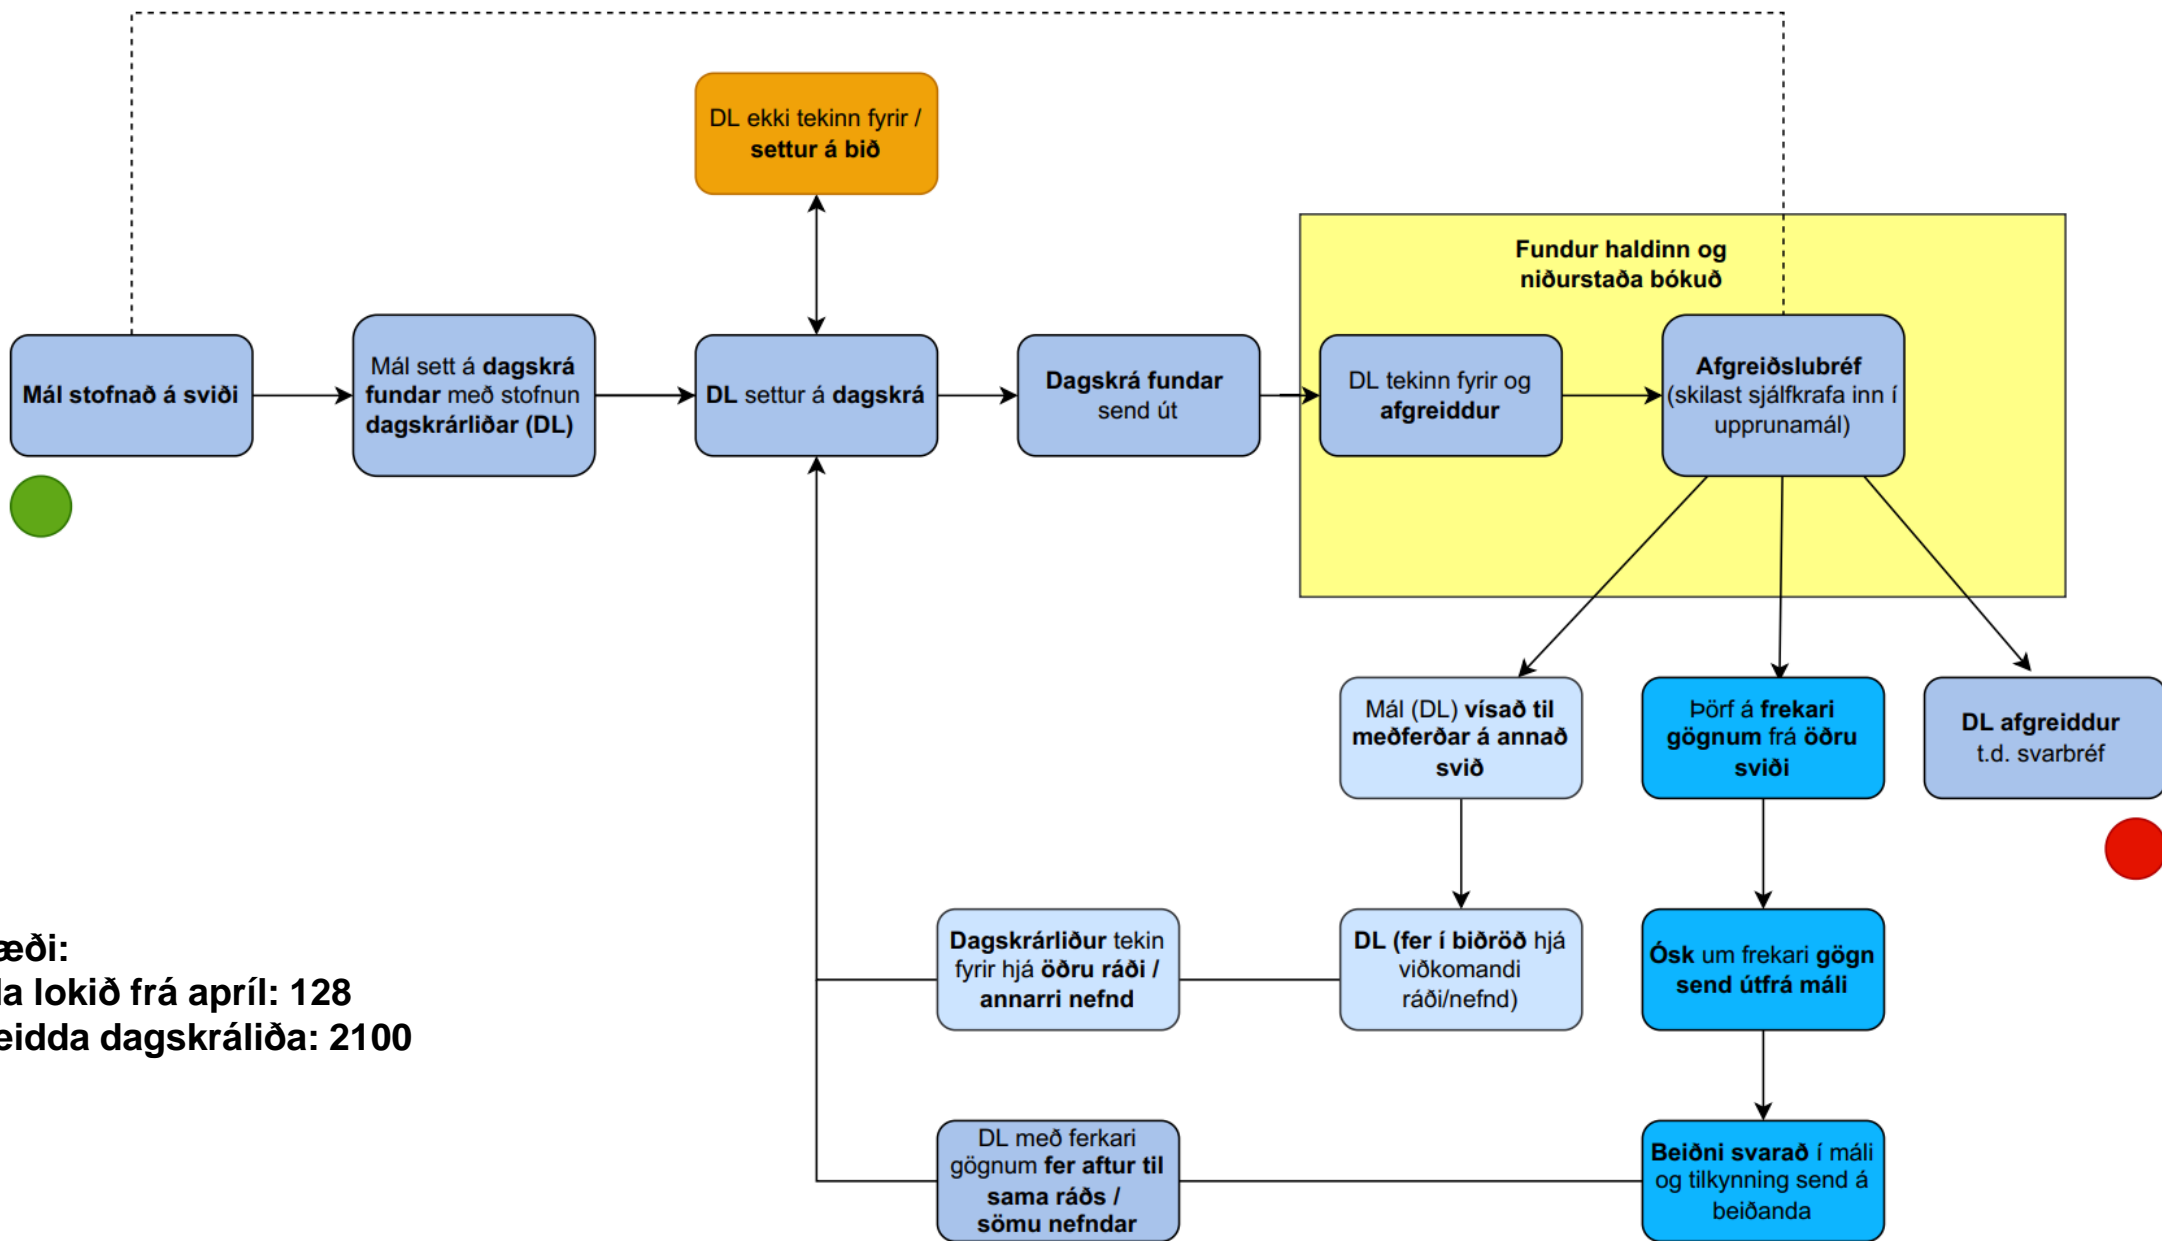 DL ekki tekinn fyrir /
settur á bið
Fundur haldinn og
niðurstaða bókuð
Mál stofnað á sviði
Mál sett á dagskrá
fundar með stofnun
dagskrárliðar (DL)
DL settur á dagskrá
Dagskrá fundar
send út
DL tekinn fyrir og
afgreiddur
Afgreiðslubréf
(skilast sjálfkrafa inn í
upprunamál)
Mál (DL) vísað til
meðferðar á annað
svið
Þörf á frekari
gögnum frá öðru
sviði
DL afgreiddur
t.d. svarbréf
Dagskrárliður tekin
fyrir hjá öðru ráði /
annarri nefnd
DL (fer í biðröð hjá
viðkomandi
ráði/nefnd)
Ósk um frekari gögn
send útfrá máli
æði:
la lokið frá apríl: 128
eidda dagskráliða: 2100
DL með ferkari
gögnum fer aftur til
sama ráðs /
sömu nefndar
Beiðni svarað í máli
og tilkynning send á
beiðanda